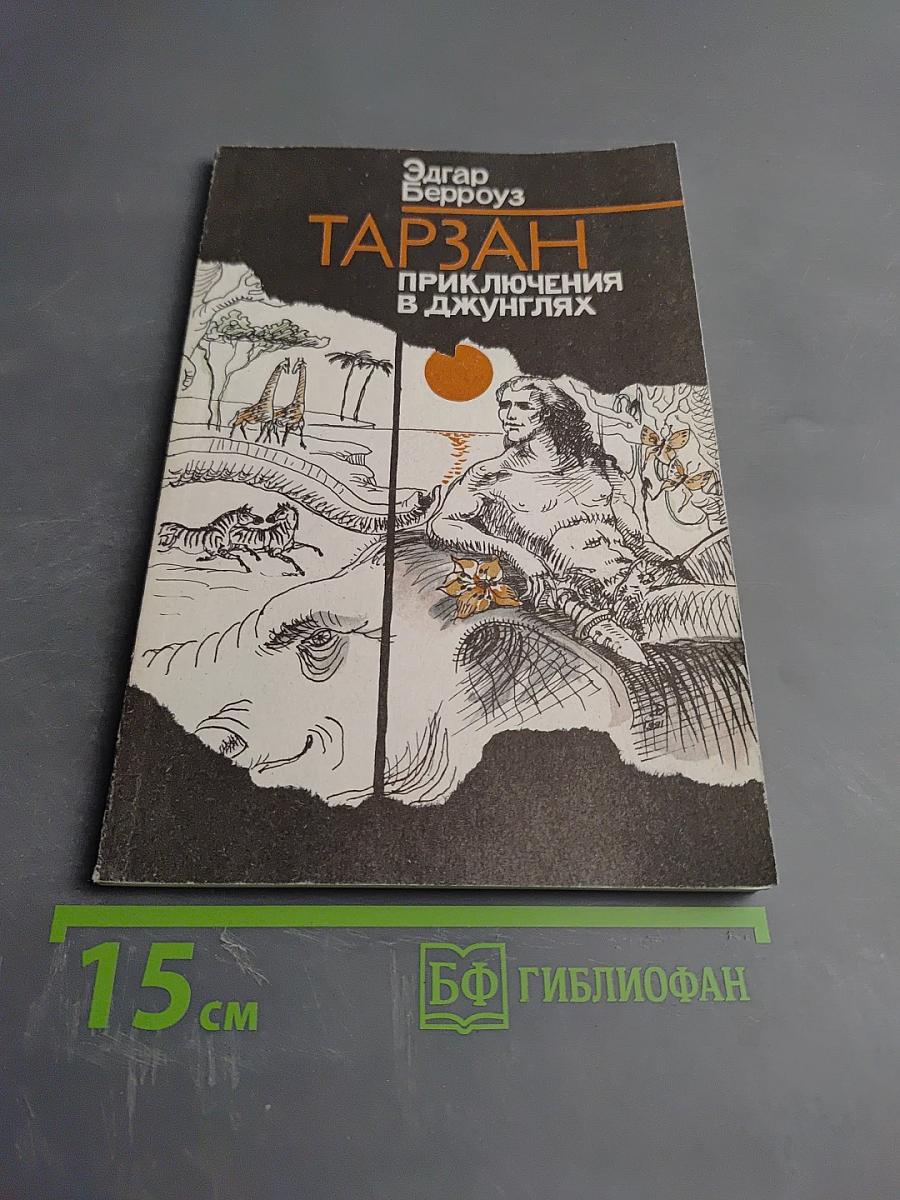 Эдгар
Берроуз
ТАРЗАН
ПРИКЛЮЧЕНИЯ
В ДЖУНГЛЯХ
15 см
БФ ГИБЛИОФАН